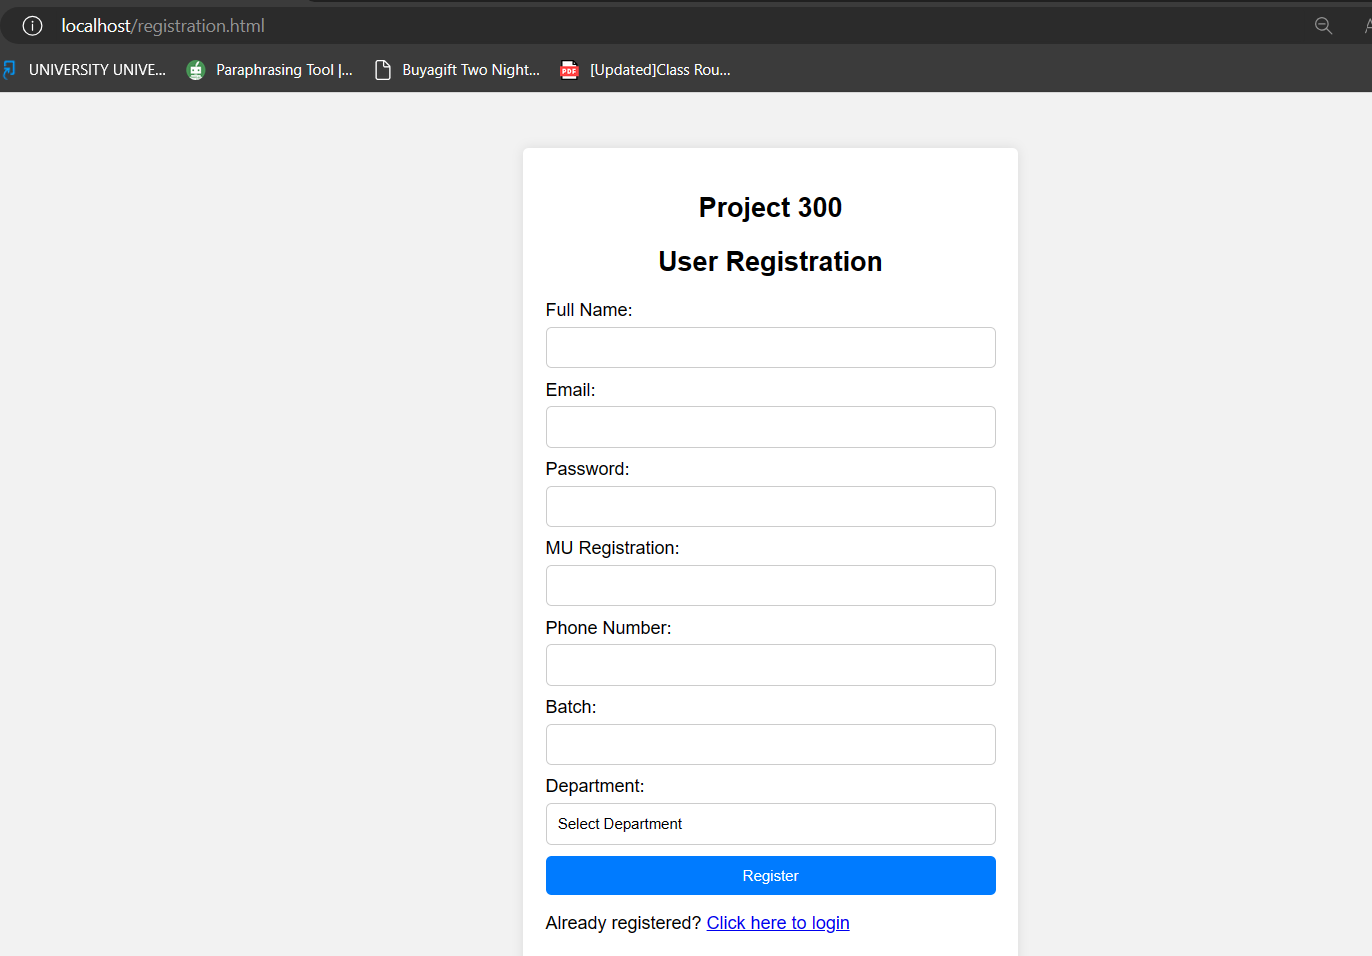 localhost/registration.html
UNIVERSITY UNIVE...
Paraphrasing Tool |...
Buyagift Two Night...
PDF
[Updated]Class Rou...
Project 300
User Registration
Full Name:
Email:
Password:
MU Registration:
Phone Number:
Batch:
Department:
Select Department
Register
Already registered? Click here to login